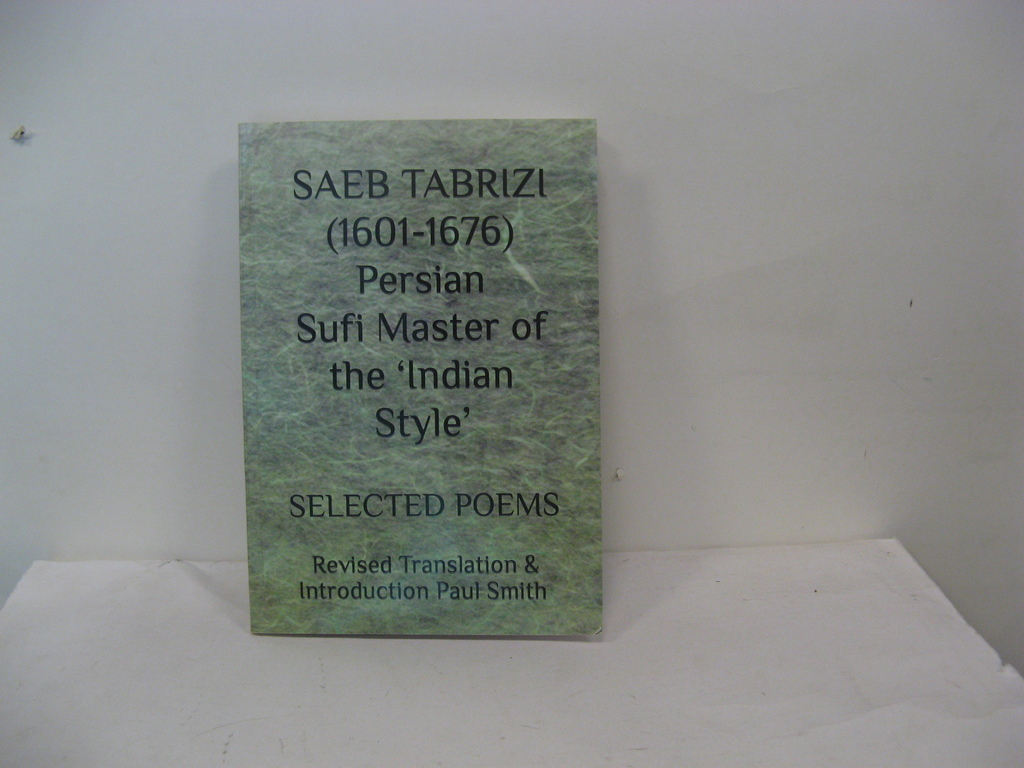 SAEB TABRIZI
(1601-1676)
Persian
Sufi Master of
the ‘Indian
Style’
SELECTED POEMS
Revised Translation &
Introduction Paul Smith